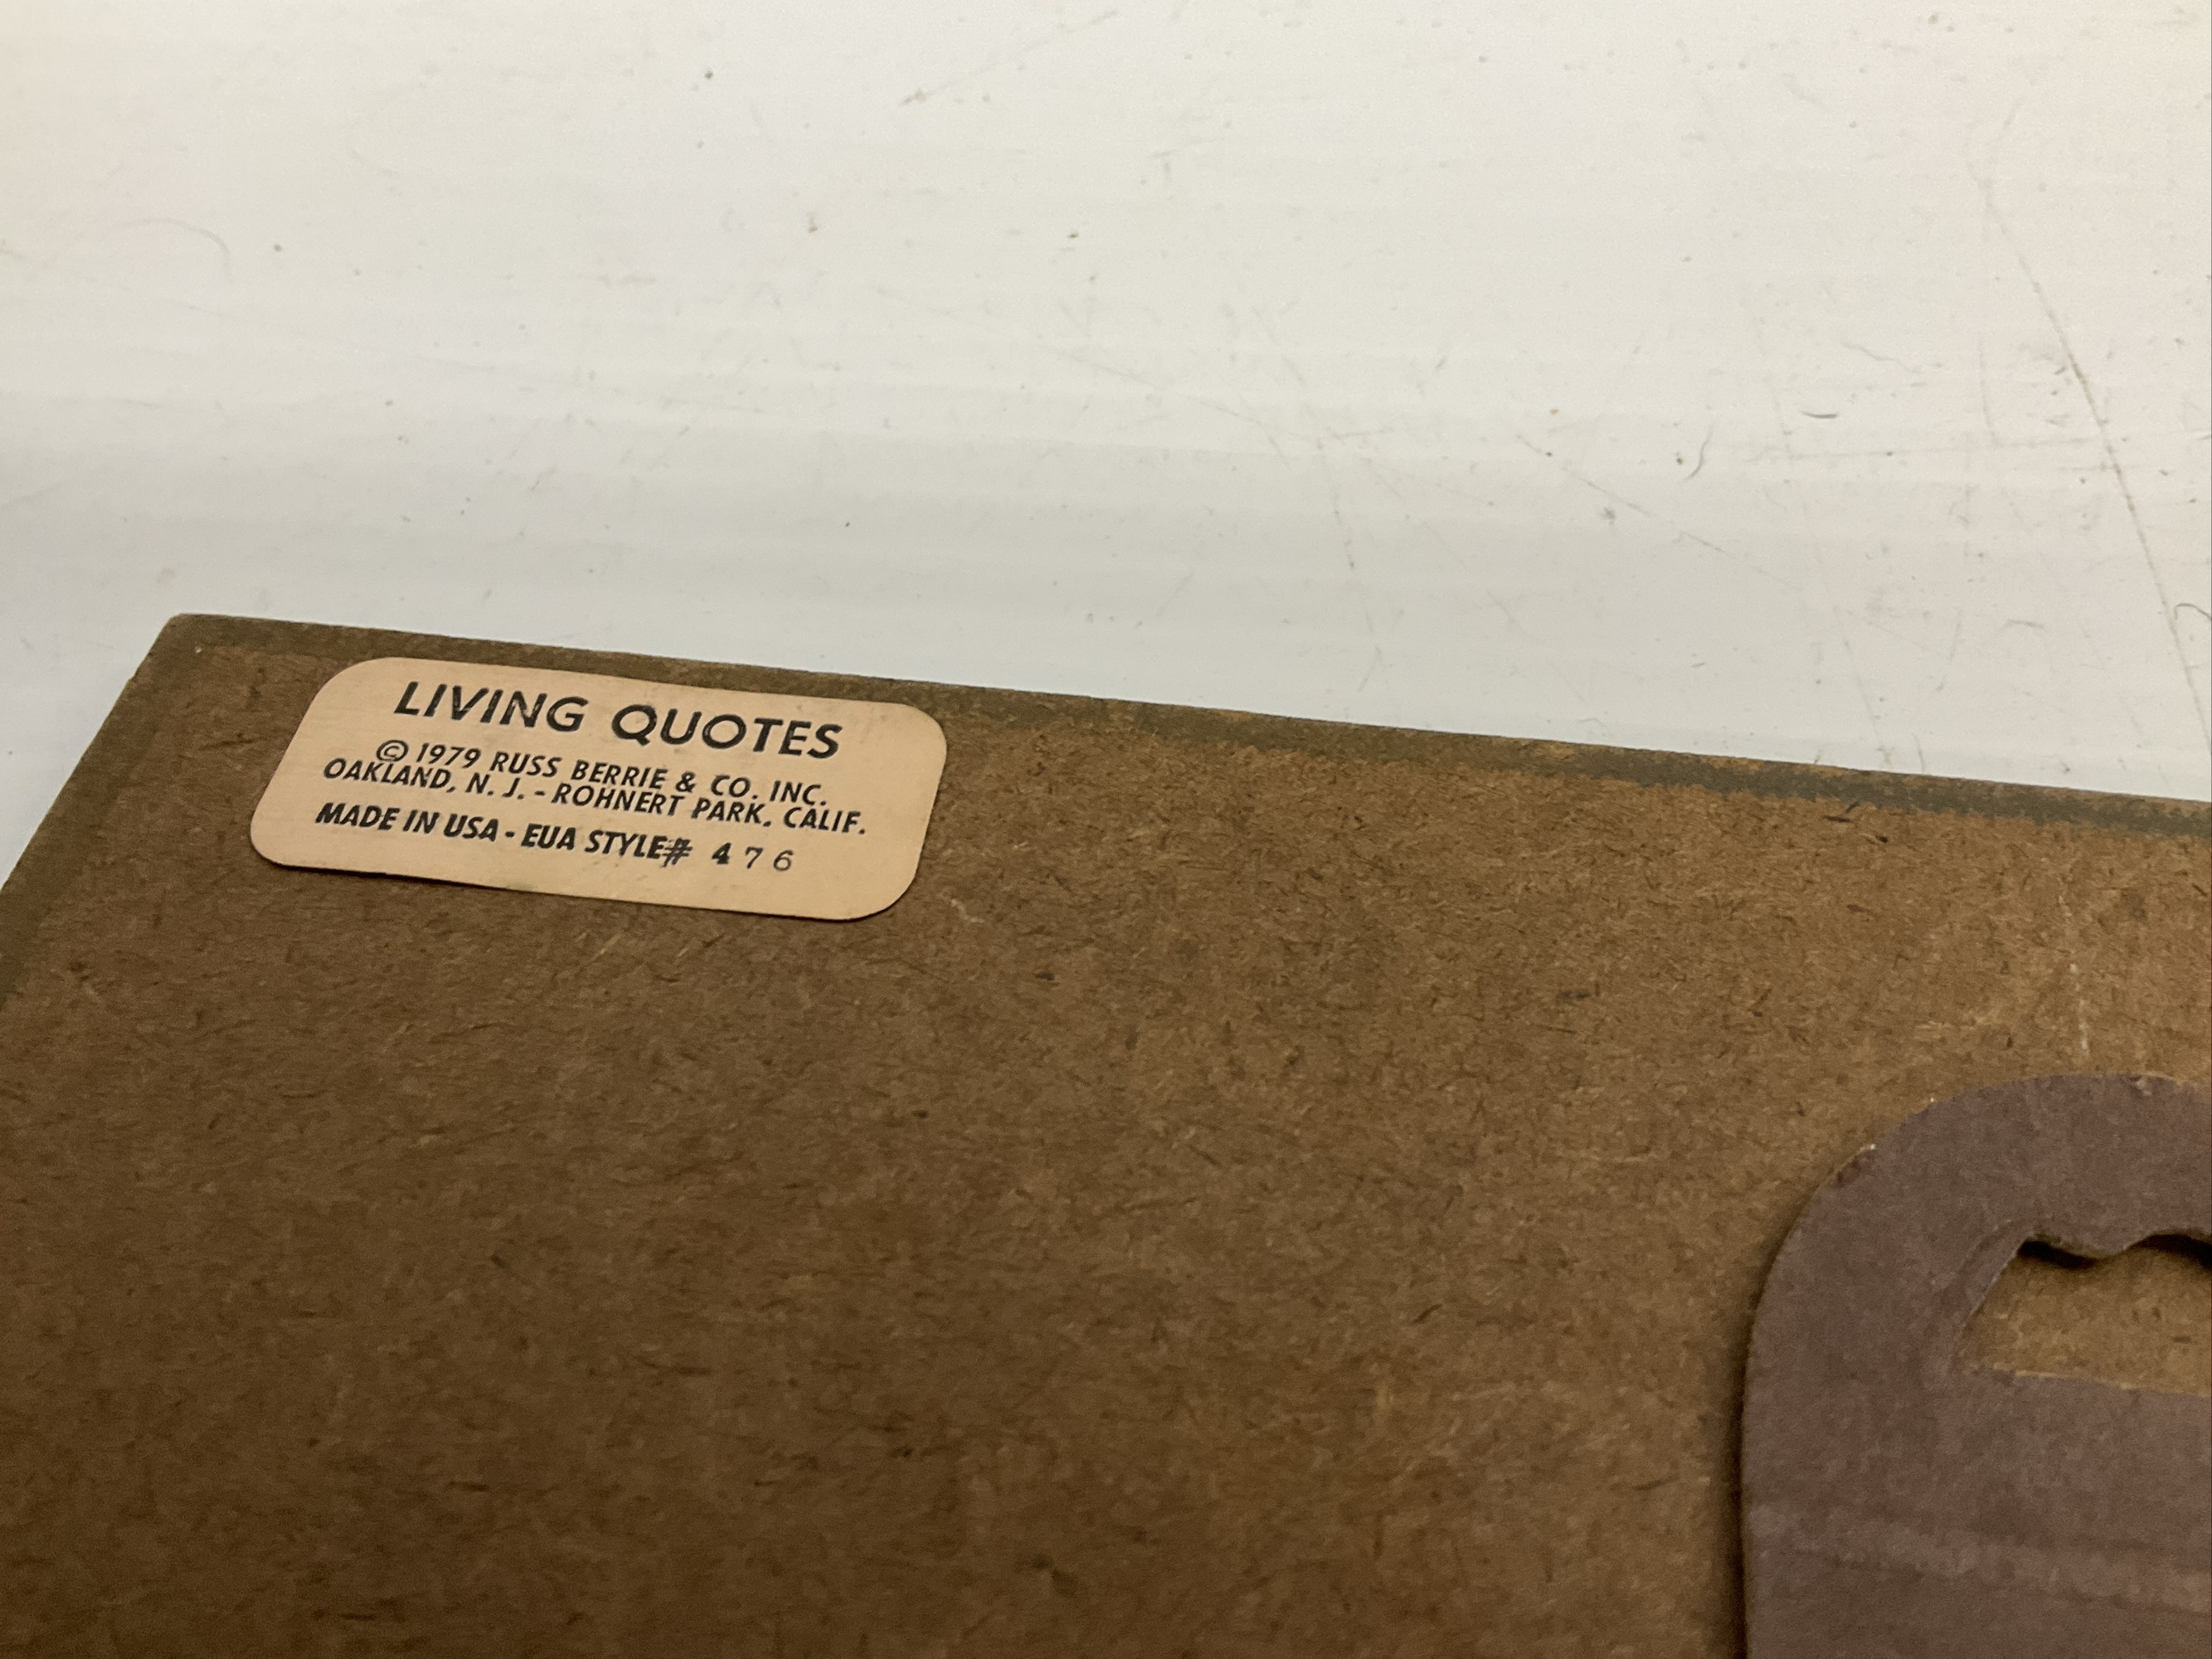 LIVING QUOTES
© 1979 RUSS BERRIE & CO. INC.
OAKLAND, N. J. - ROHNERT PARK, CALIF.
MADE IN USA - EUA STYLE# 476